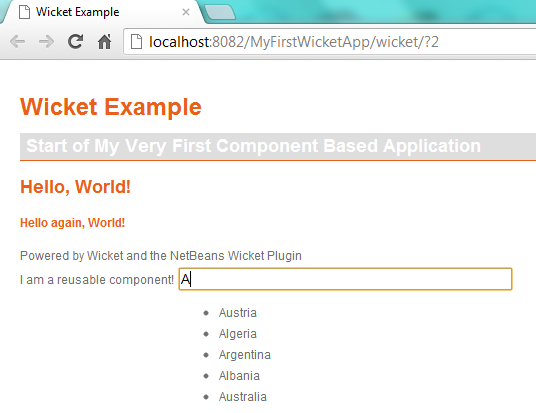 Wicket Example
localhost:8082/MyFirstWicketApp/wicket/?2
Wicket Example
Start of My Very First Component Based Application
Hello, World!
Hello again, World!
Powered by Wicket and the NetBeans Wicket Plugin
I am a reusable component! A
Austria
Algeria
Argentina
Albania
Australia